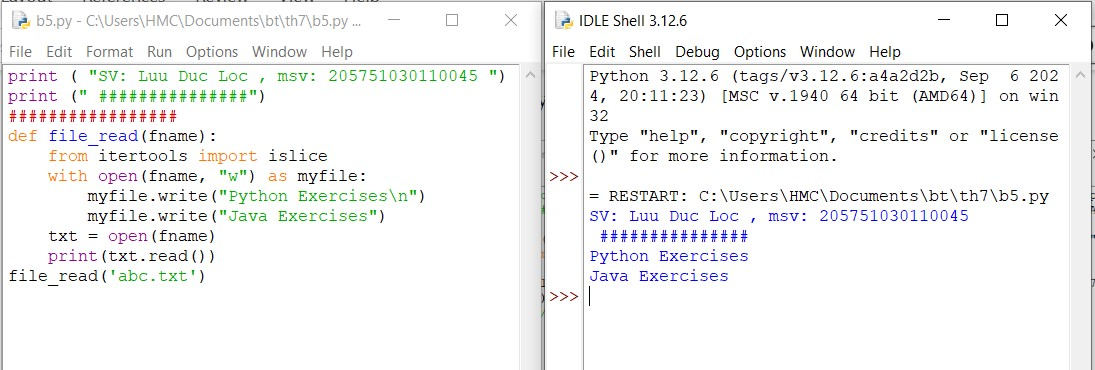 b5.py - C:\Users\HMC\Documents\bt\th7\b5.py ...
File Edit Format Run Options Window Help
print ( "SV: Luu Duc Loc , msv: 205751030110045 ")
print (" ###############")
#################
def file_read(fname):
    from itertools import islice
    with open(fname, "w") as myfile:
        myfile.write("Python Exercises\n")
        myfile.write("Java Exercises")
    txt = open(fname)
    print(txt.read())
file_read('abc.txt')
IDLE Shell 3.12.6
File Edit Shell Debug Options Window Help
Python 3.12.6 (tags/v3.12.6:a4a2d2b, Sep  6 202
4, 20:11:23) [MSC v.1940 64 bit (AMD64)] on win
32
Type "help", "copyright", "credits" or "license
()" for more information.
>>>
= RESTART: C:\Users\HMC\Documents\bt\th7\b5.py
SV: Luu Duc Loc , msv: 205751030110045
 ###############
Python Exercises
Java Exercises
>>>